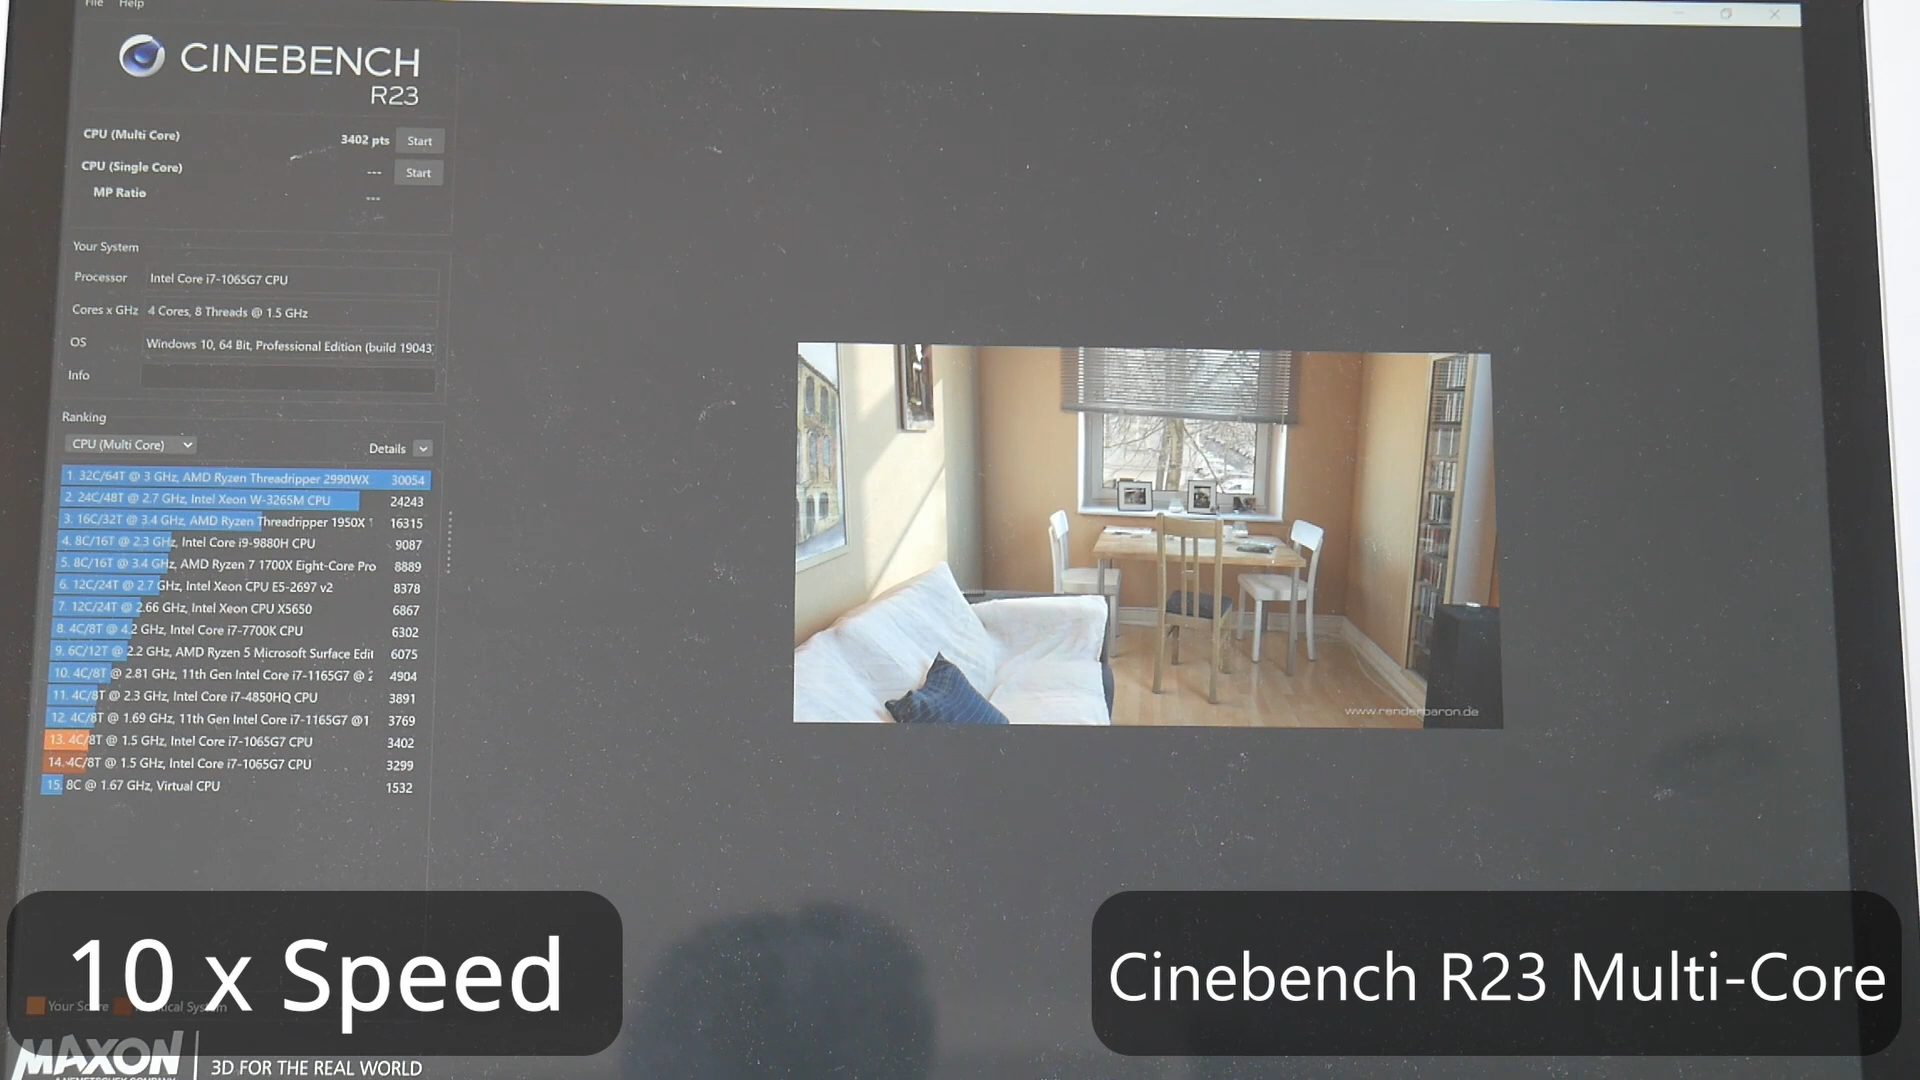 File Help
CINEBENCH
R23
CPU (Multi Core) 3402 pts Start
CPU (Single Core) --- Start
MP Ratio ---
Your System
Processor Intel Core i7-1065G7 CPU
Cores x GHz 4 Cores, 8 Threads @ 1.5 GHz
OS Windows 10, 64 Bit, Professional Edition (build 19043)
Info
Ranking
CPU (Multi Core) Details
1. 32C/64T @ 3 GHz, AMD Ryzen Threadripper 2990WX 30054
2. 24C/48T @ 2.7 GHz, Intel Xeon W-3265M CPU 24243
3. 16C/32T @ 3.4 GHz, AMD Ryzen Threadripper 1950X 1 16315
4. 8C/16T @ 2.3 GHz, Intel Core i9-9880H CPU 9087
5. 8C/16T @ 3.4 GHz, AMD Ryzen 7 1700X Eight-Core Pro 8889
6. 12C/24T @ 2.7 GHz, Intel Xeon CPU E5-2697 v2 8378
7. 12C/24T @ 2.66 GHz, Intel Xeon CPU X5650 6867
8. 4C/8T @ 4.2 GHz, Intel Core i7-7700K CPU 6302
9. 6C/12T @ 2.2 GHz, AMD Ryzen 5 Microsoft Surface Edit 6075
10. 4C/8T @ 2.81 GHz, 11th Gen Intel Core i7-1165G7 @ 2 4904
11. 4C/8T @ 2.3 GHz, Intel Core i7-4850HQ CPU 3891
12. 4C/8T @ 1.69 GHz, 11th Gen Intel Core i7-1165G7 @1 3769
13. 4C/8T @ 1.5 GHz, Intel Core i7-1065G7 CPU 3402
14. 4C/8T @ 1.5 GHz, Intel Core i7-1065G7 CPU 3299
15. 8C @ 1.67 GHz, Virtual CPU 1532
www.renderbaron.de
10 x Speed
Cinebench R23 Multi-Core
Your Score
MAXON
3D FOR THE REAL WORLD